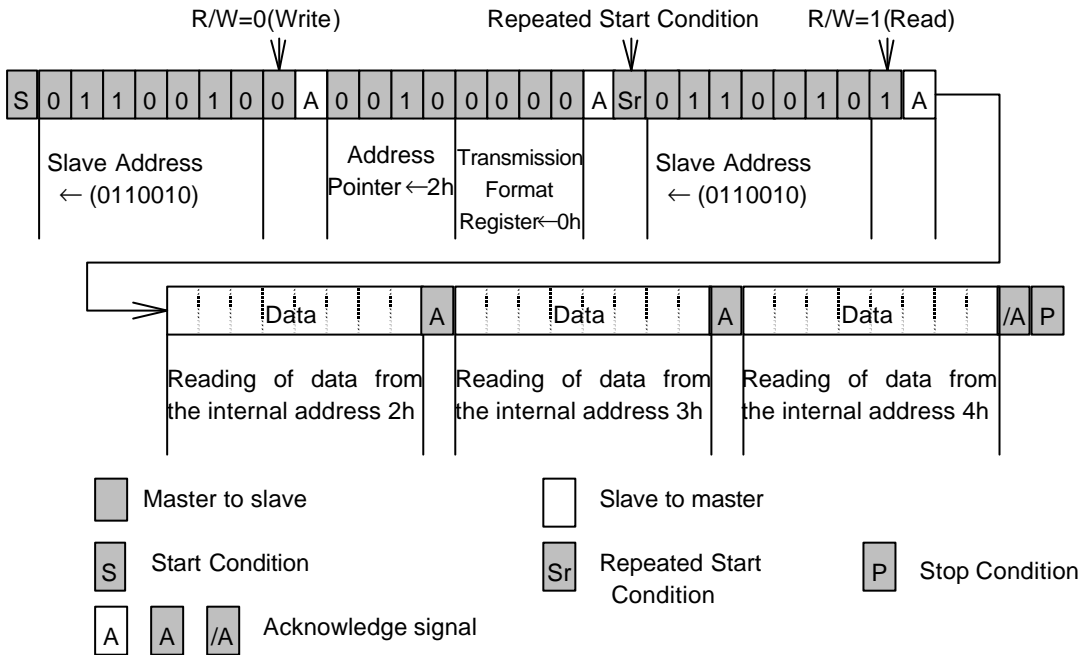 R/W=0(Write) Repeated Start Condition R/W=1(Read)
S 0 1 1 0 0 1 0 0 A 0 0 1 0 0 0 0 0 A Sr 0 1 1 0 0 1 0 1 A
Slave Address
← (0110010)
Address
Pointer←2h
Transmission
Format
Register←0h
Slave Address
← (0110010)
Data A Data A Data /A P
Reading of data from
the internal address 2h
Reading of data from
the internal address 3h
Reading of data from
the internal address 4h
Master to slave
Slave to master
S Start Condition
Sr Repeated Start
Condition
P Stop Condition
A A /A Acknowledge signal